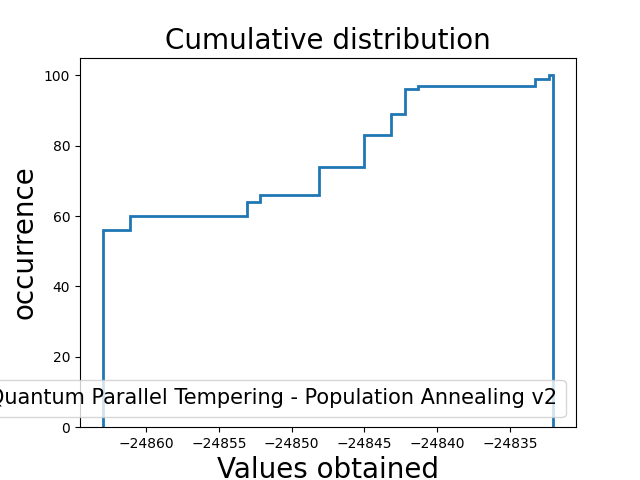 Cumulative distribution
occurrence
100
80
60
40
20
0
Quantum Parallel Tempering - Population Annealing v2
−24860 −24855 −24850 −24845 −24840 −24835
Values obtained